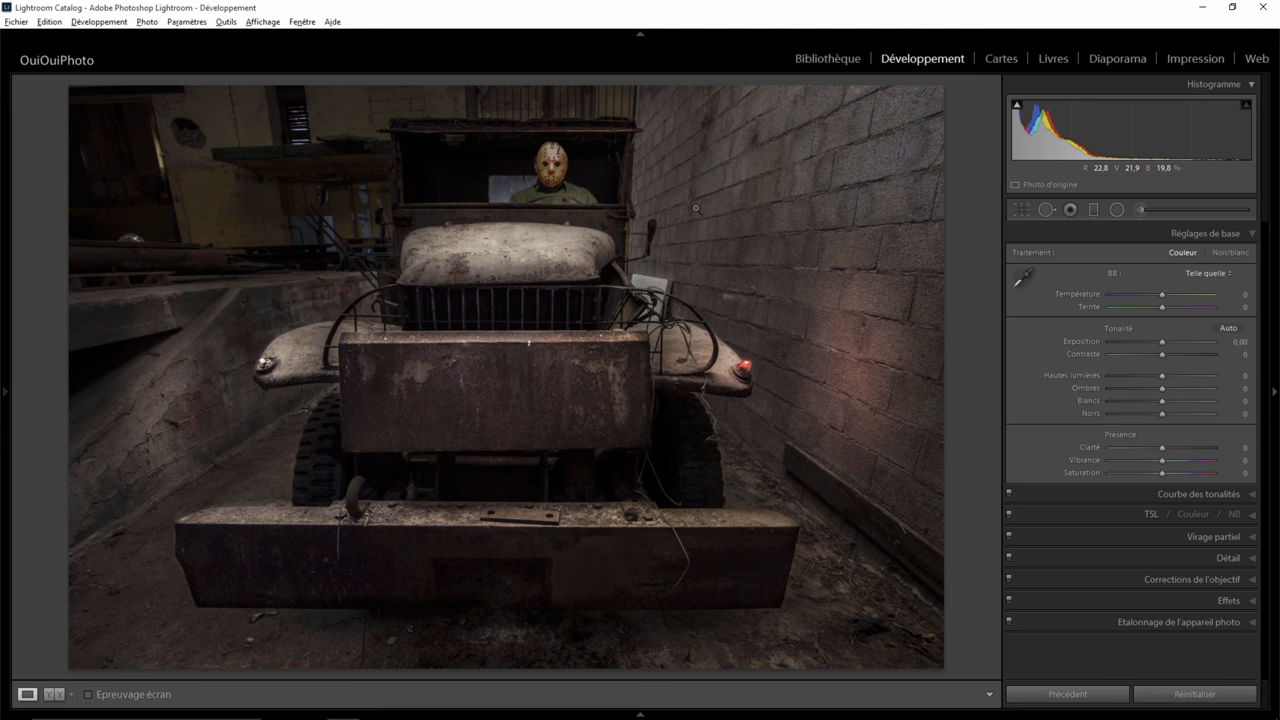 Lightroom Catalog - Adobe Photoshop Lightroom - Développement
Fichier Edition Développement Photo Paramètres Outils Affichage Fenêtre Aide
OuiOuiPhoto
Bibliothèque | Développement | Cartes | Livres | Diaporama | Impression | Web
Histogramme
R 22,8 V 21,9 B 19,8 %
Photo d'origine
Réglages de base
Traitement : Couleur Noir/blanc
BB : Telle quelle
Température 0
Teinte 0
Tonalité Auto
Exposition 0,00
Contraste 0
Hautes lumières 0
Ombres 0
Blancs 0
Noirs 0
Présence
Clarté 0
Vibrance 0
Saturation 0
Courbe des tonalités
TSL / Couleur / NB
Virage partiel
Détail
Corrections de l'objectif
Effets
Etalonnage de l'appareil photo
Epreuvage écran
Précédent Réinitialiser